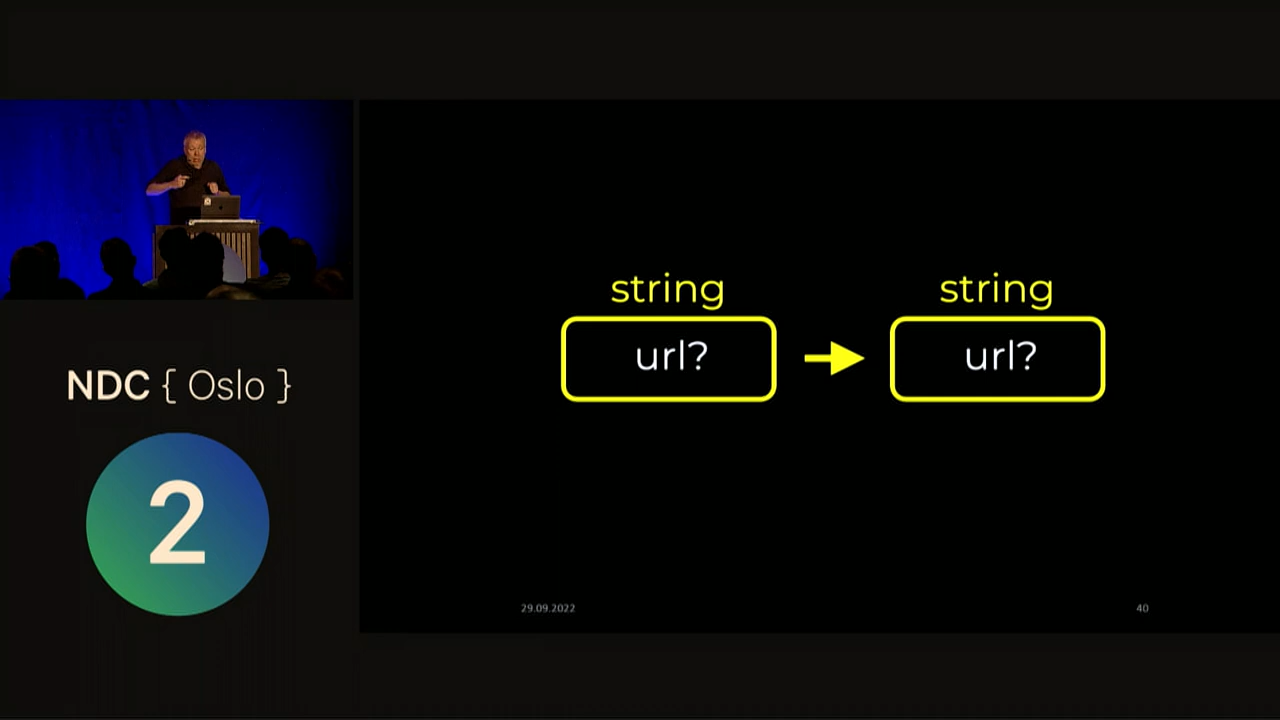 NDC { Oslo }
2
string string
url? url?
29.09.2022 40